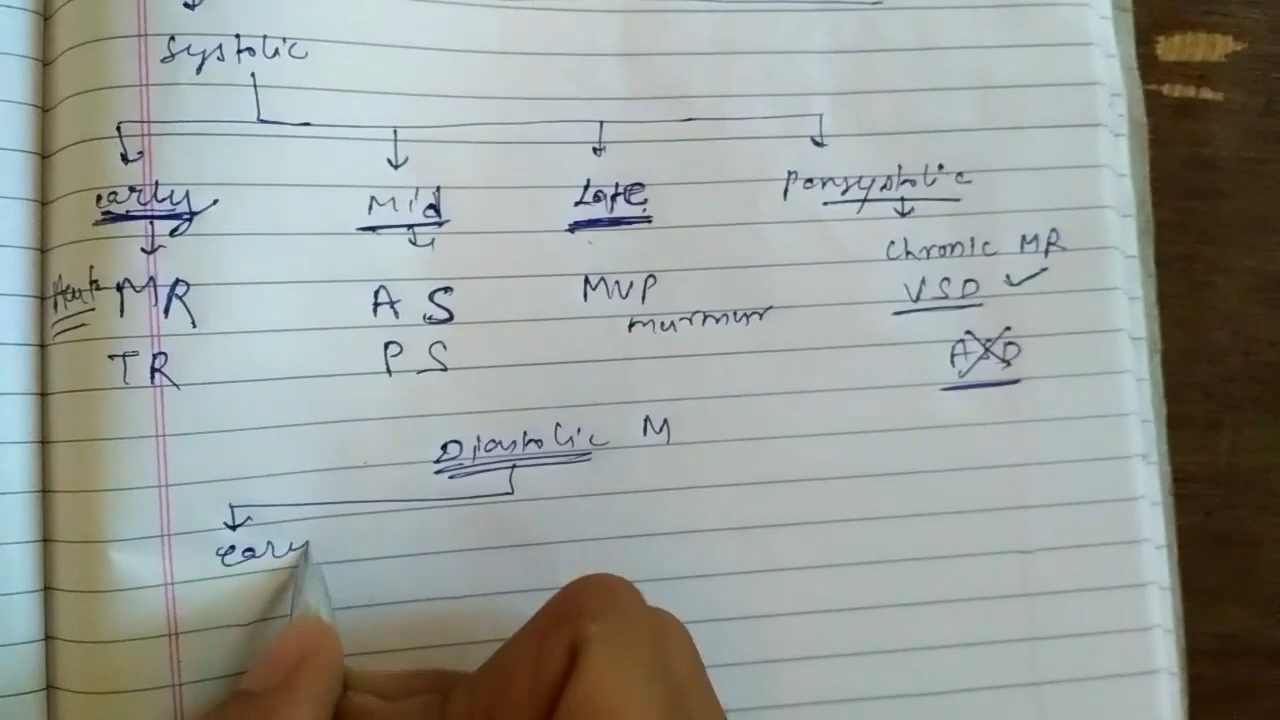 systolic
early Mid Late Pansystolic
Chronic MR
Acute MR AS MVP VSD
murmur
TR PS ASD
Diastolic M
early